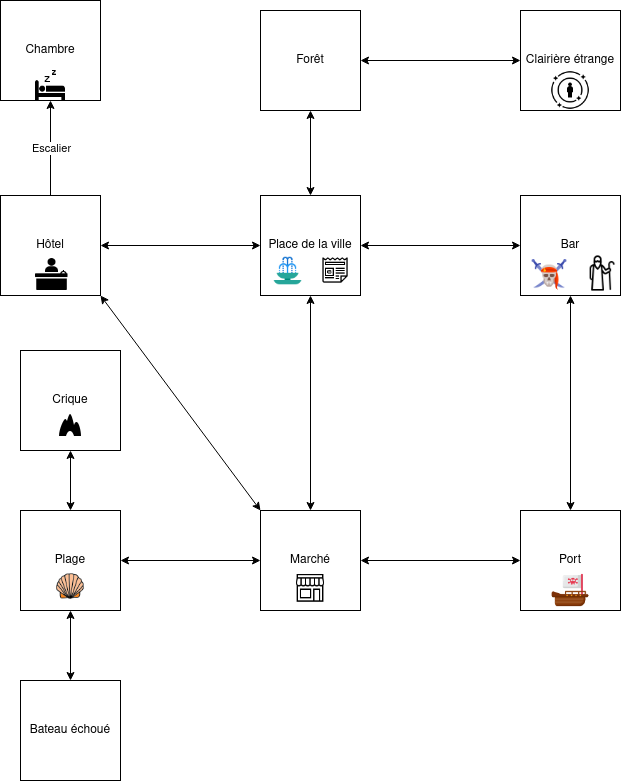 Chambre
Forêt
Clairière étrange
z z
Escalier
Hôtel
Place de la ville
Bar
Crique
Plage
Marché
Port
Bateau échoué